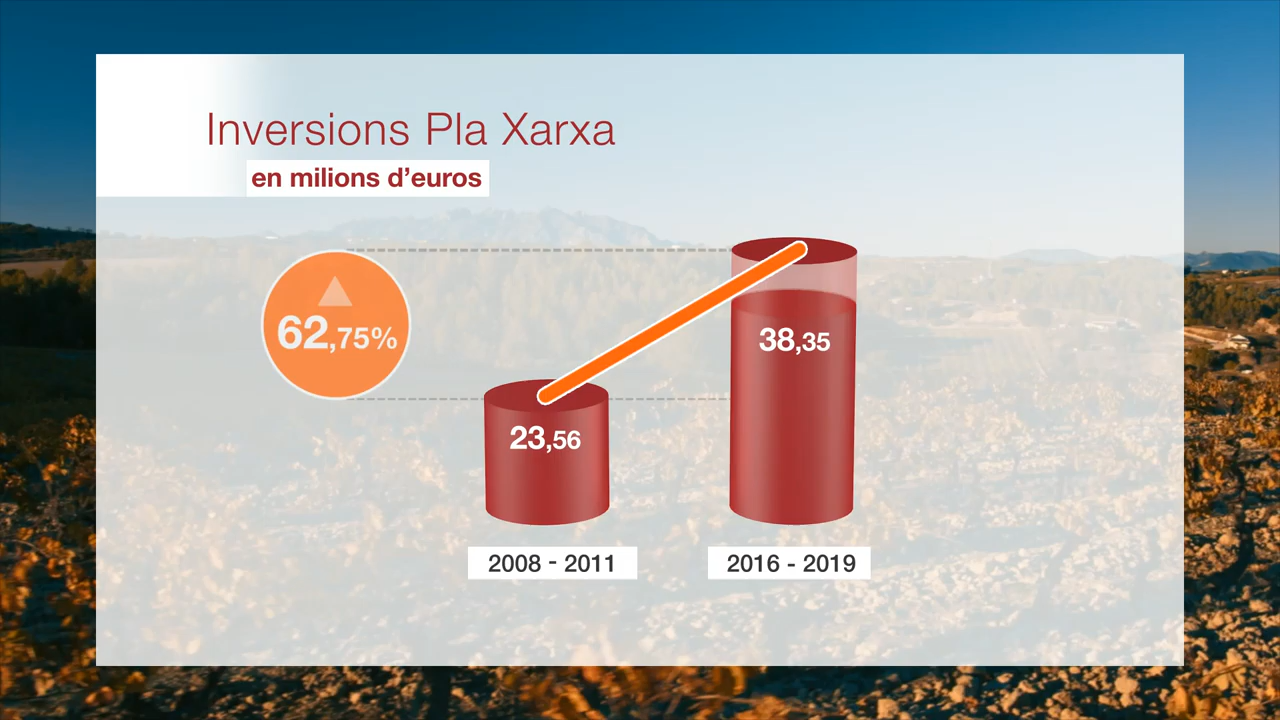 Inversions Pla Xarxa
en milions d’euros
62,75%
38,35
23,56
2008 - 2011
2016 - 2019